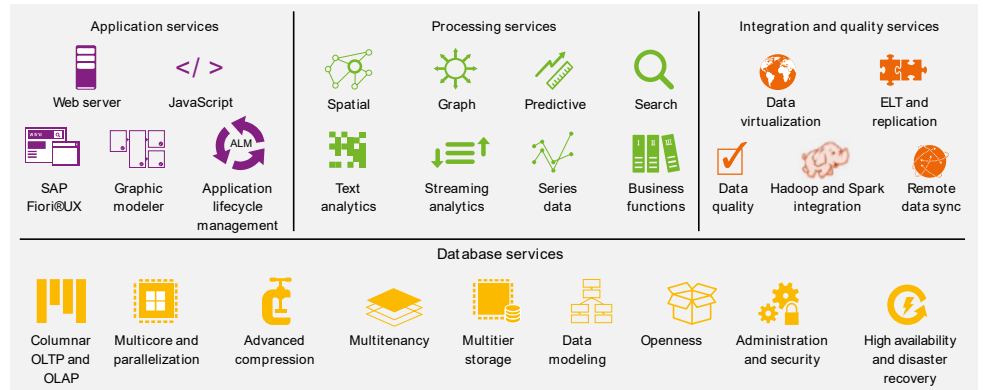 Application services
Processing services
Integration and quality services
Web server
JavaScript
SAP
Fiori®UX
Graphic
modeler
ALM
Application
lifecycle
management
Spatial
Graph
Predictive
Search
Text
analytics
Streaming
analytics
Series
data
I II III
Business
functions
Data
virtualization
ELT and
replication
Data
quality
Hadoop and Spark
integration
Remote
data sync
Database services
Columnar
OLTP and
OLAP
Multicore and
parallelization
Advanced
compression
Multitenancy
Multitier
storage
Data
modeling
Openness
Administration
and security
High availability
and disaster
recovery